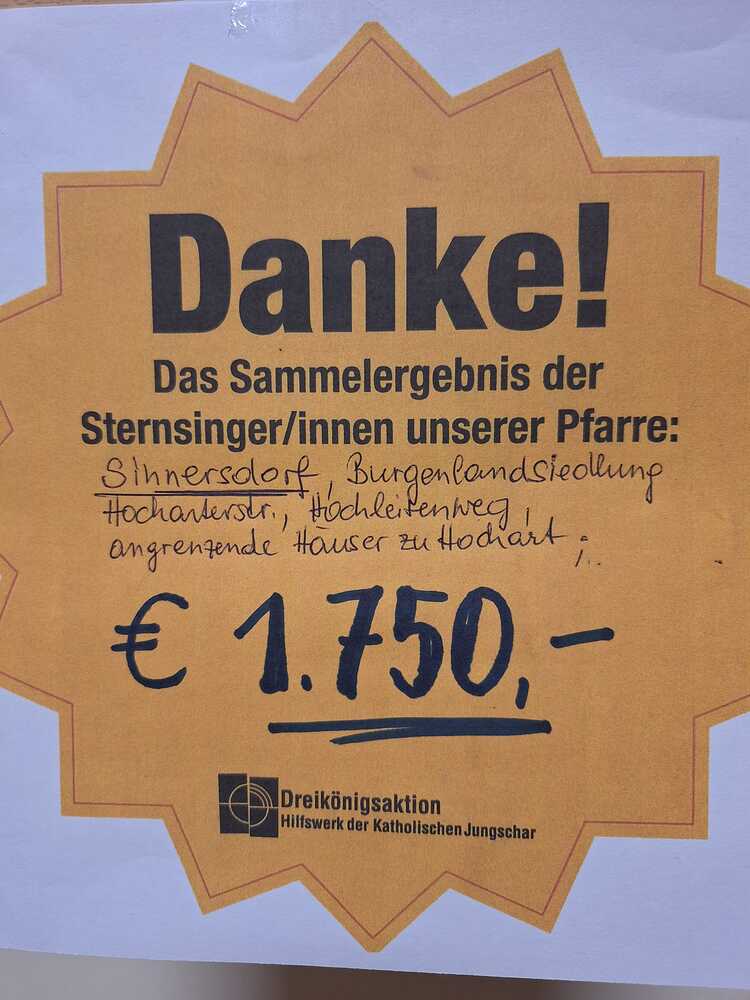 Danke!
Das Sammelergebnis der
Sternsinger/innen unserer Pfarre:
Sinnersdorf, Burgenlandsiedlung
Hocharterstr., Hochleitenweg,
angrenzende Häuser zu Hochart;
€ 1.750,-
Dreikönigsaktion
Hilfswerk der Katholischen Jungschar